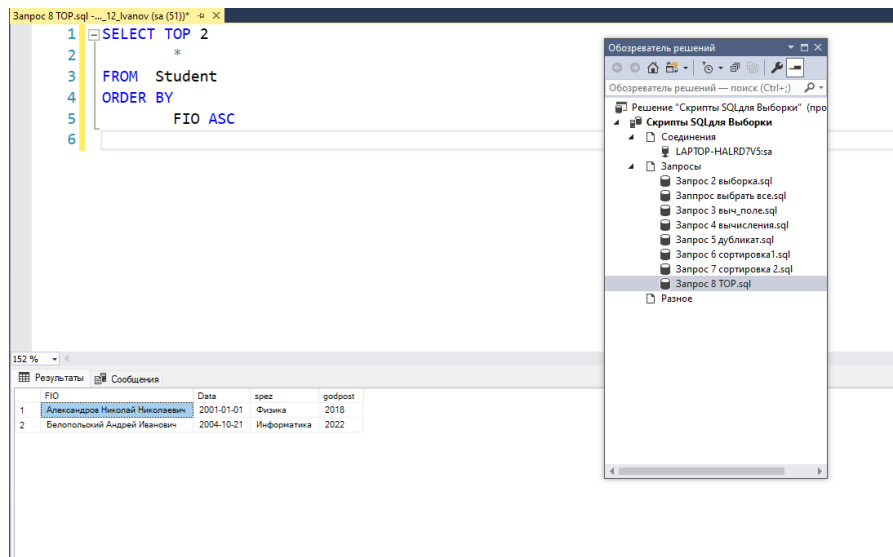 Запрос 8 TOP.sql -..._12_Ivanov (sa (51))*
1 SELECT TOP 2
2 *
3 FROM Student
4 ORDER BY
5 FIO ASC
6
152 %
Результаты Сообщения
FIO Data spez godpost
1 Александров Николай Николаевич 2001-01-01 Физика 2018
2 Белопольский Андрей Иванович 2004-10-21 Информатика 2022
Обозреватель решений
Обозреватель решений — поиск (Ctrl+;)
Решение "Скрипты SQLдля Выборки" (про
Скрипты SQLдля Выборки
Соединения
LAPTOP-HALRD7V5:sa
Запросы
Запрос 2 выборка.sql
Заппрос выбрать все.sql
Запрос 3 выч_поле.sql
Запрос 4 вычисления.sql
Запрос 5 дубликат.sql
Запрос 6 сортировка1.sql
Запрос 7 сортировка 2.sql
Запрос 8 TOP.sql
Разное